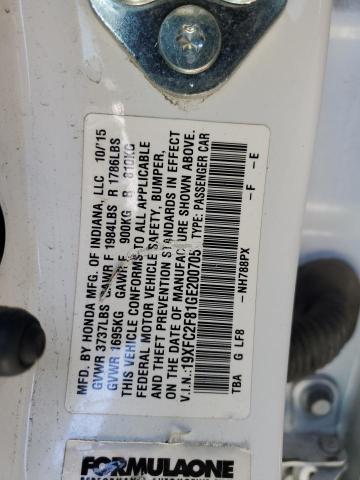 MFD. BY HONDA MFG. OF INDIANA, LLC 10/'15
GVWR 3737LBS GAWR F 1984LBS R 1786LBS
GVWR 1695KG GAWR F 900KG R 810KG
THIS VEHICLE CONFORMS TO ALL APPLICABLE
FEDERAL MOTOR VEHICLE SAFETY, BUMPER,
AND THEFT PREVENTION STANDARDS IN EFFECT
ON THE DATE OF MANUFACTURE SHOWN ABOVE.
V.I.N.:19XFC2F81GE200705 TYPE: PASSENGER CAR
NH788PX -F -E
TBA G LF8
FORMULAONE